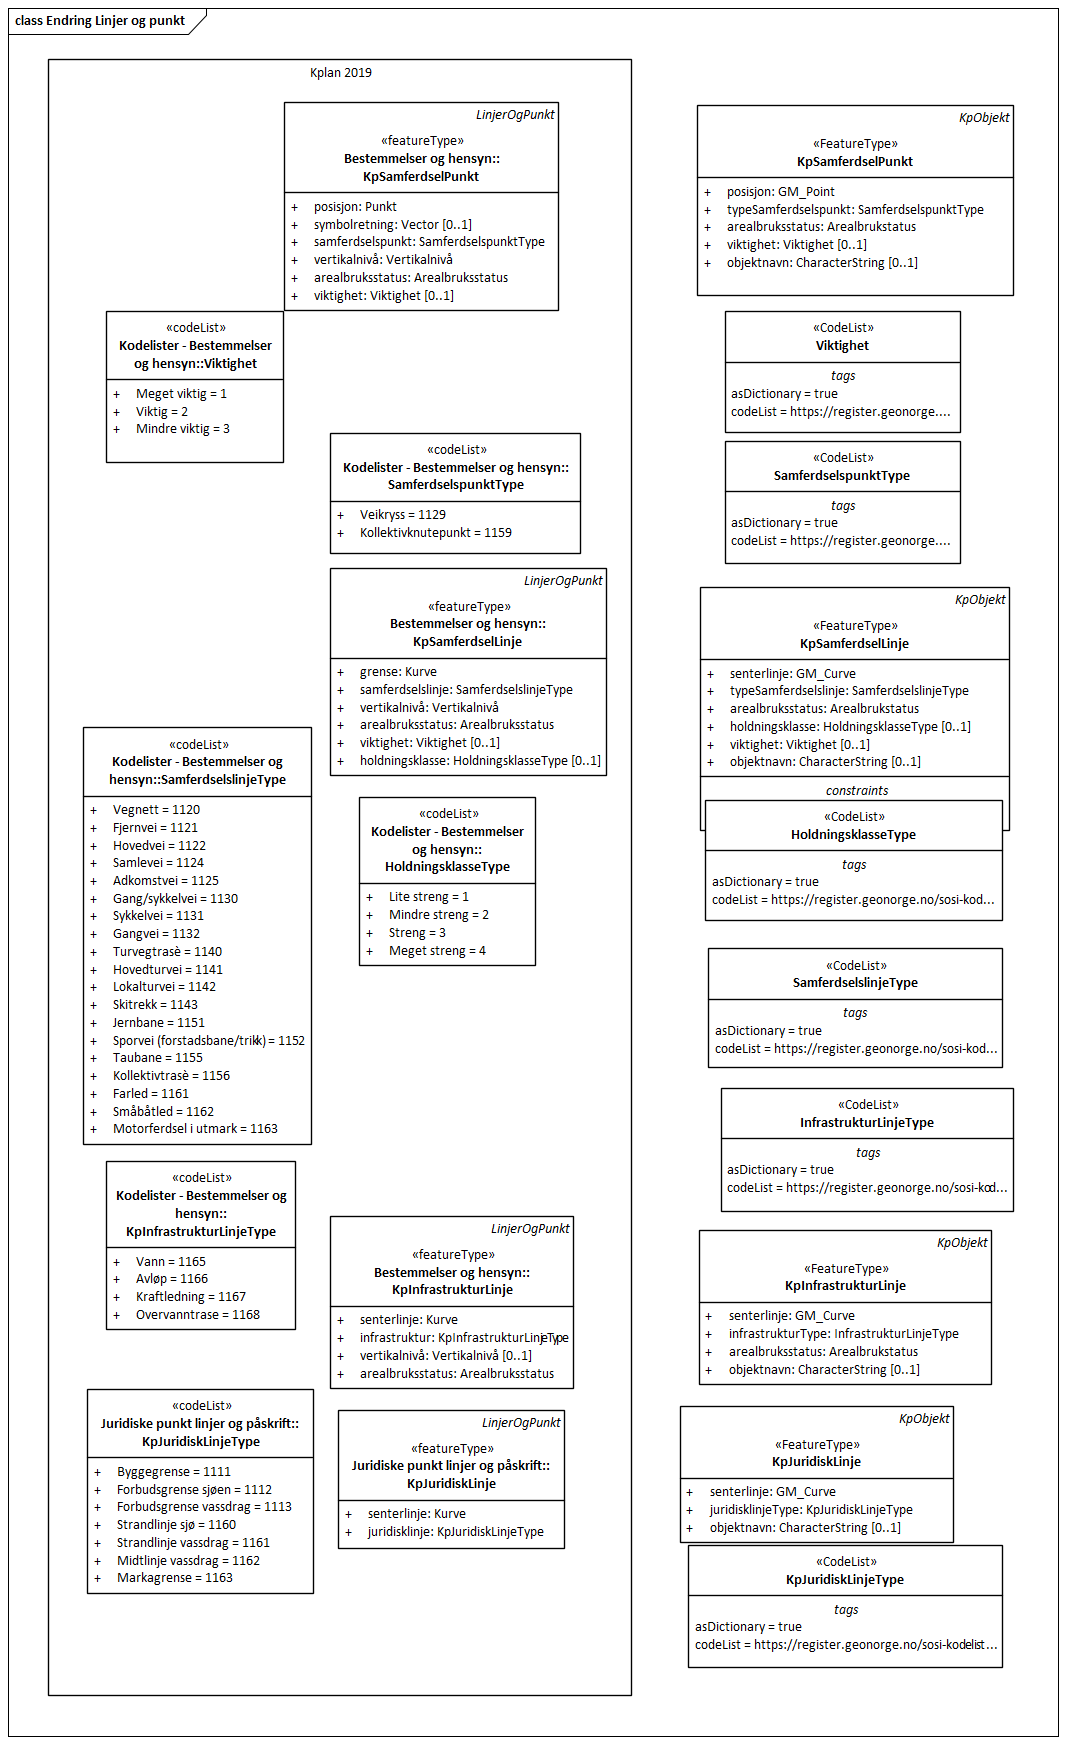 class Endring Linjer og punkt
Kplan 2019
LinjerOgPunkt
«featureType»
Bestemmelser og hensyn::
KpSamferdselPunkt
+ posisjon: Punkt
+ symbolretning: Vector [0..1]
+ samferdselspunkt: SamferdselspunktType
+ vertikalnivå: Vertikalnivå
+ arealbruksstatus: Arealbruksstatus
+ viktighet: Viktighet [0..1]
«codeList»
Kodelister - Bestemmelser
og hensyn::Viktighet
+ Meget viktig = 1
+ Viktig = 2
+ Mindre viktig = 3
«codeList»
Kodelister - Bestemmelser og hensyn::
SamferdselspunktType
+ Veikryss = 1129
+ Kollektivknutepunkt = 1159
LinjerOgPunkt
«featureType»
Bestemmelser og hensyn::
KpSamferdselLinje
+ grense: Kurve
+ samferdselslinje: SamferdselslinjeType
+ vertikalnivå: Vertikalnivå
+ arealbruksstatus: Arealbruksstatus
+ viktighet: Viktighet [0..1]
+ holdningsklasse: HoldningsklasseType [0..1]
«codeList»
Kodelister - Bestemmelser og
hensyn::SamferdselslinjeType
+ Vegnett = 1120
+ Fjernvei = 1121
+ Hovedvei = 1122
+ Samlevei = 1124
+ Adkomstvei = 1125
+ Gang/sykkelvei = 1130
+ Sykkelvei = 1131
+ Gangvei = 1132
+ Turvegtrasè = 1140
+ Hovedturvei = 1141
+ Lokalturvei = 1142
+ Skitrekk = 1143
+ Jernbane = 1151
+ Sporvei (forstadsbane/trikk) = 1152
+ Taubane = 1155
+ Kollektivtrasè = 1156
+ Farled = 1161
+ Småbåtled = 1162
+ Motorferdsel i utmark = 1163
«codeList»
Kodelister - Bestemmelser
og hensyn::
HoldningsklasseType
+ Lite streng = 1
+ Mindre streng = 2
+ Streng = 3
+ Meget streng = 4
«codeList»
Kodelister - Bestemmelser og
hensyn::
KpInfrastrukturLinjeType
+ Vann = 1165
+ Avløp = 1166
+ Kraftledning = 1167
+ Overvanntrase = 1168
LinjerOgPunkt
«featureType»
Bestemmelser og hensyn::
KpInfrastrukturLinje
+ senterlinje: Kurve
+ infrastruktur: KpInfrastrukturLinjeType
+ vertikalnivå: Vertikalnivå [0..1]
+ arealbruksstatus: Arealbruksstatus
«codeList»
Juridiske punkt linjer og påskrift::
KpJuridiskLinjeType
+ Byggegrense = 1111
+ Forbudsgrense sjøen = 1112
+ Forbudsgrense vassdrag = 1113
+ Strandlinje sjø = 1160
+ Strandlinje vassdrag = 1161
+ Midtlinje vassdrag = 1162
+ Markagrense = 1163
LinjerOgPunkt
«featureType»
Juridiske punkt linjer og påskrift::
KpJuridiskLinje
+ senterlinje: Kurve
+ juridisklinje: KpJuridiskLinjeType
KpObjekt
«FeatureType»
KpSamferdselPunkt
+ posisjon: GM_Point
+ typeSamferdselspunkt: SamferdselspunktType
+ arealbruksstatus: Arealbrukstatus
+ viktighet: Viktighet [0..1]
+ objektnavn: CharacterString [0..1]
«CodeList»
Viktighet
tags
asDictionary = true
codeList = https://register.geonorge....
«CodeList»
SamferdselspunktType
tags
asDictionary = true
codeList = https://register.geonorge....
KpObjekt
«FeatureType»
KpSamferdselLinje
+ senterlinje: GM_Curve
+ typeSamferdselslinje: SamferdselslinjeType
+ arealbruksstatus: Arealbrukstatus
+ holdningsklasse: HoldningsklasseType [0..1]
+ viktighet: Viktighet [0..1]
+ objektnavn: CharacterString [0..1]
constraints
«CodeList»
HoldningsklasseType
tags
asDictionary = true
codeList = https://register.geonorge.no/sosi-kod...
«CodeList»
SamferdselslinjeType
tags
asDictionary = true
codeList = https://register.geonorge.no/sosi-kod...
«CodeList»
InfrastrukturLinjeType
tags
asDictionary = true
codeList = https://register.geonorge.no/sosi-kod...
KpObjekt
«FeatureType»
KpInfrastrukturLinje
+ senterlinje: GM_Curve
+ infrastrukturType: InfrastrukturLinjeType
+ arealbruksstatus: Arealbrukstatus
+ objektnavn: CharacterString [0..1]
KpObjekt
«FeatureType»
KpJuridiskLinje
+ senterlinje: GM_Curve
+ juridisklinjeType: KpJuridiskLinjeType
+ objektnavn: CharacterString [0..1]
«CodeList»
KpJuridiskLinjeType
tags
asDictionary = true
codeList = https://register.geonorge.no/sosi-kodelist...